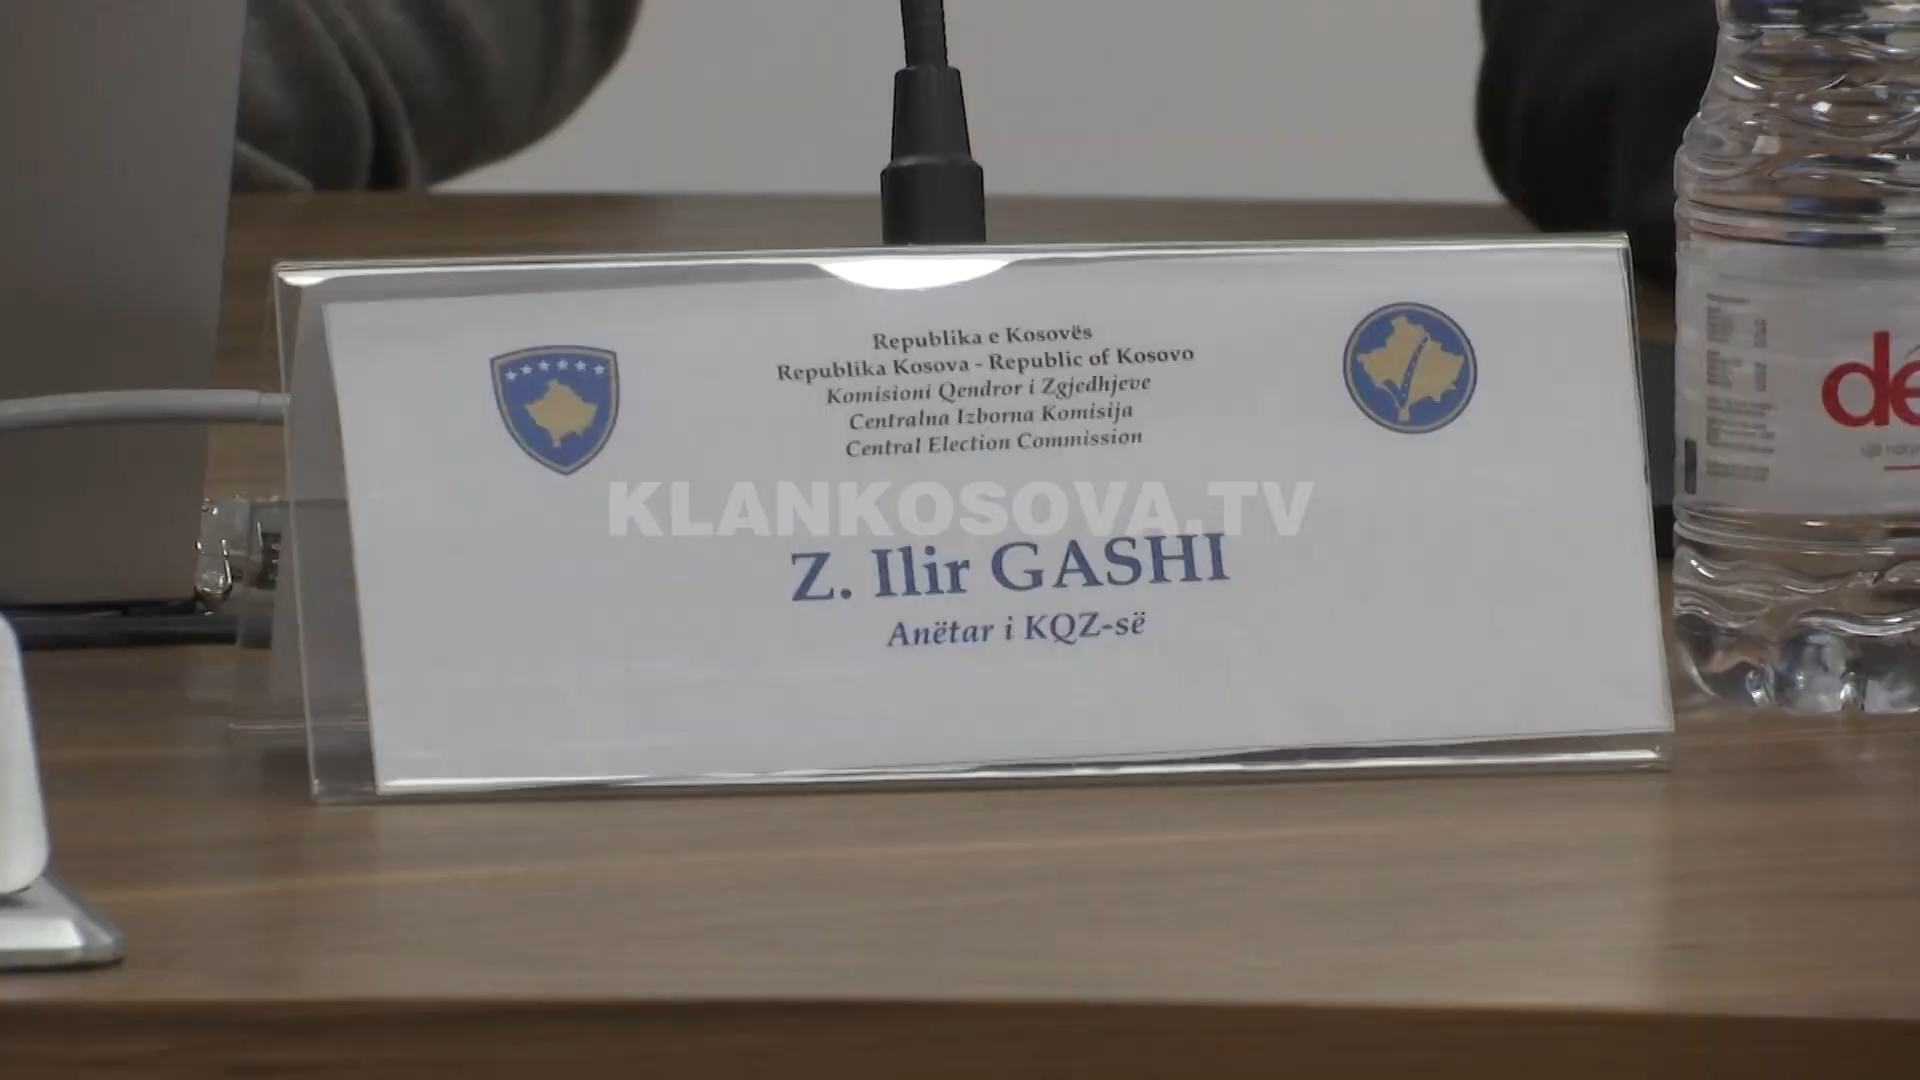 Republika e Kosovës
Republika Kosova - Republic of Kosovo
Komisioni Qendror i Zgjedhjeve
Centralna Izborna Komisija
Central Election Commission
KLANKOSOVA.TV
Z. Ilir GASHI
Anëtar i KQZ-së